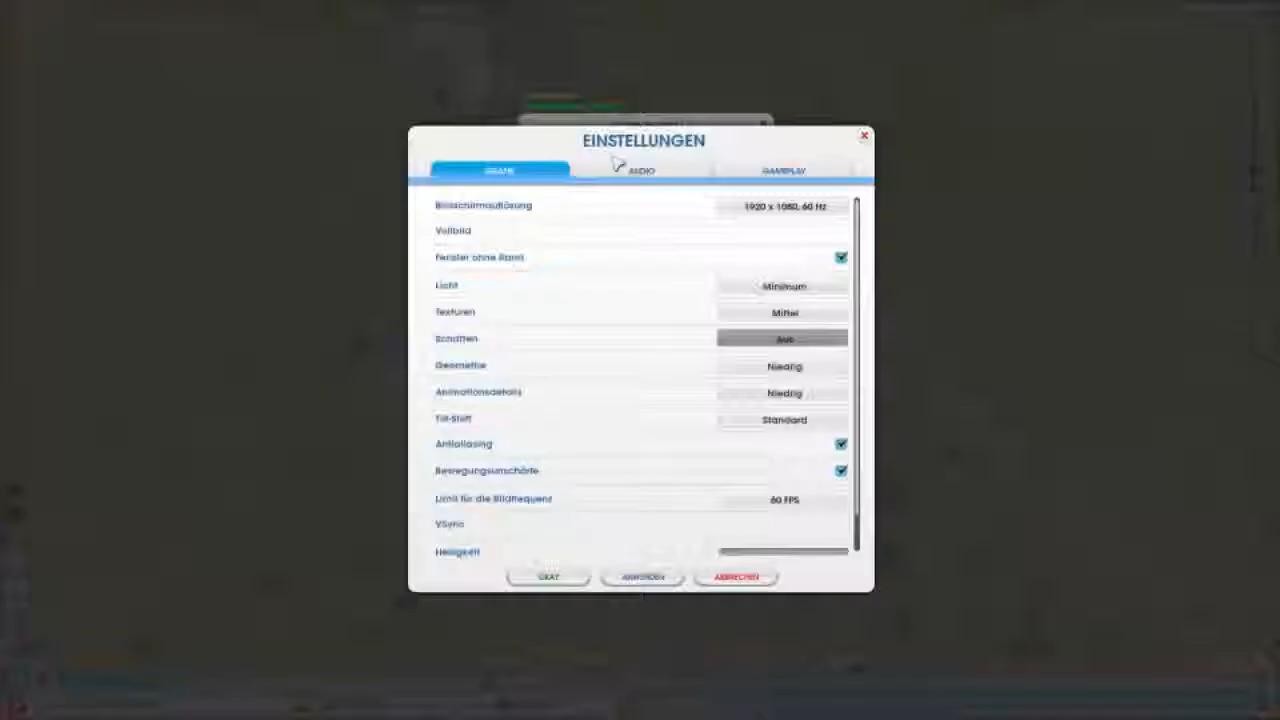 EINSTELLUNGEN
GRAFIK AUDIO GAMEPLAY
Bildschirmauflösung 1920 x 1080, 60 Hz
Vollbild
Fenster ohne Rand
Licht Minimum
Texturen Mittel
Schatten Aus
Geometrie Niedrig
Animationsdetails Niedrig
Tilt-Shift Standard
Antialiasing
Bewegungsunschärfe
Limit für die Bildfrequenz 60 FPS
VSync
Helligkeit
OKAY ANWENDEN ABBRECHEN